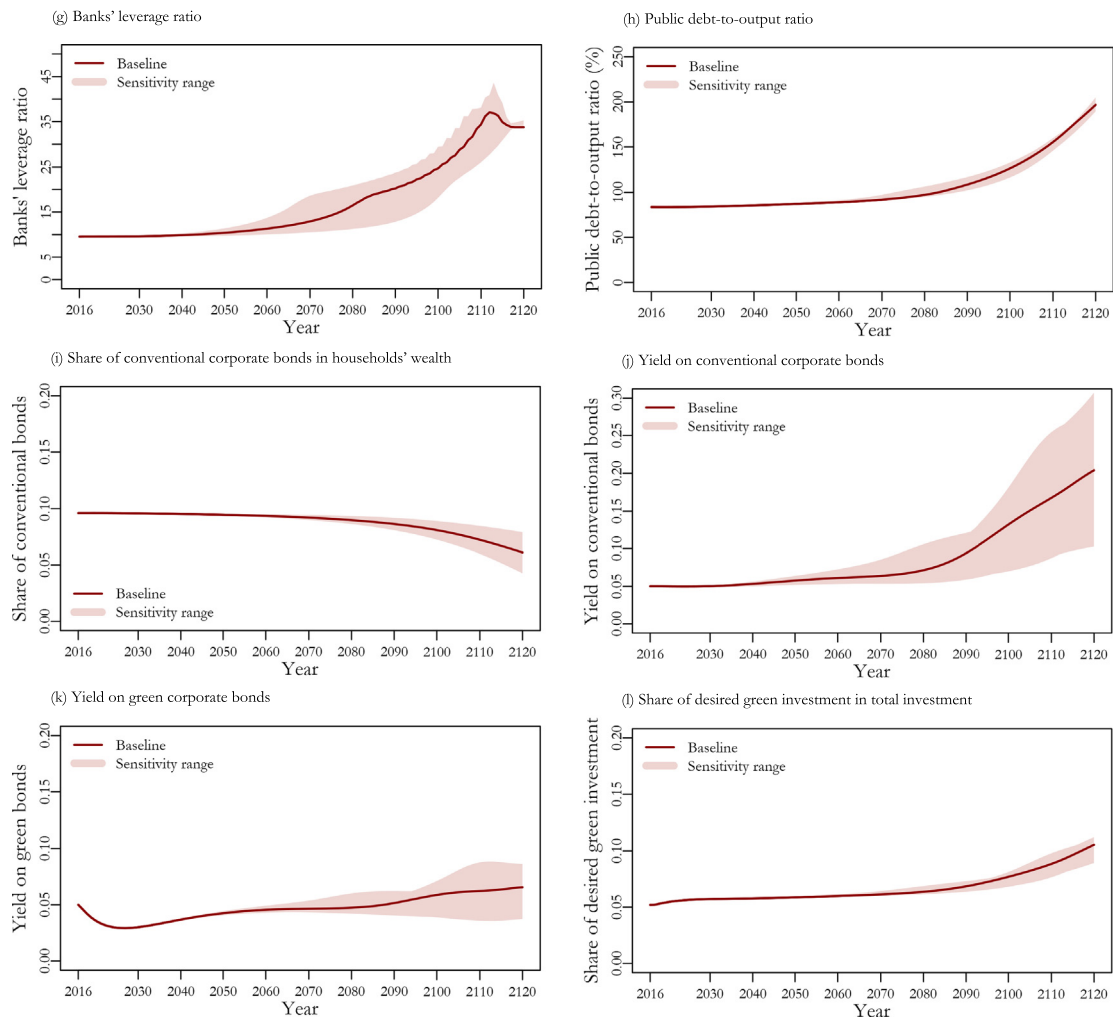 (g) Banks' leverage ratio
Baseline
Sensitivity range
Banks' leverage ratio
0 5 15 25 35 45
2016 2030 2040 2050 2060 2070 2080 2090 2100 2110 2120
Year
(h) Public debt-to-output ratio
Baseline
Sensitivity range
Public debt-to-output ratio (%)
0 50 100 150 200 250
2016 2030 2040 2050 2060 2070 2080 2090 2100 2110 2120
Year
(i) Share of conventional corporate bonds in households' wealth
Share of conventional bonds
0.00 0.05 0.10 0.15 0.20
Baseline
Sensitivity range
2016 2030 2040 2050 2060 2070 2080 2090 2100 2110 2120
Year
(j) Yield on conventional corporate bonds
Baseline
Sensitivity range
Yield on conventional bonds
0.00 0.05 0.10 0.15 0.20 0.25 0.30
2016 2030 2040 2050 2060 2070 2080 2090 2100 2110 2120
Year
(k) Yield on green corporate bonds
Baseline
Sensitivity range
Yield on green bonds
0.00 0.05 0.10 0.15 0.20
2016 2030 2040 2050 2060 2070 2080 2090 2100 2110 2120
Year
(l) Share of desired green investment in total investment
Baseline
Sensitivity range
Share of desired green investment
0.00 0.05 0.10 0.15 0.20
2016 2030 2040 2050 2060 2070 2080 2090 2100 2110 2120
Year